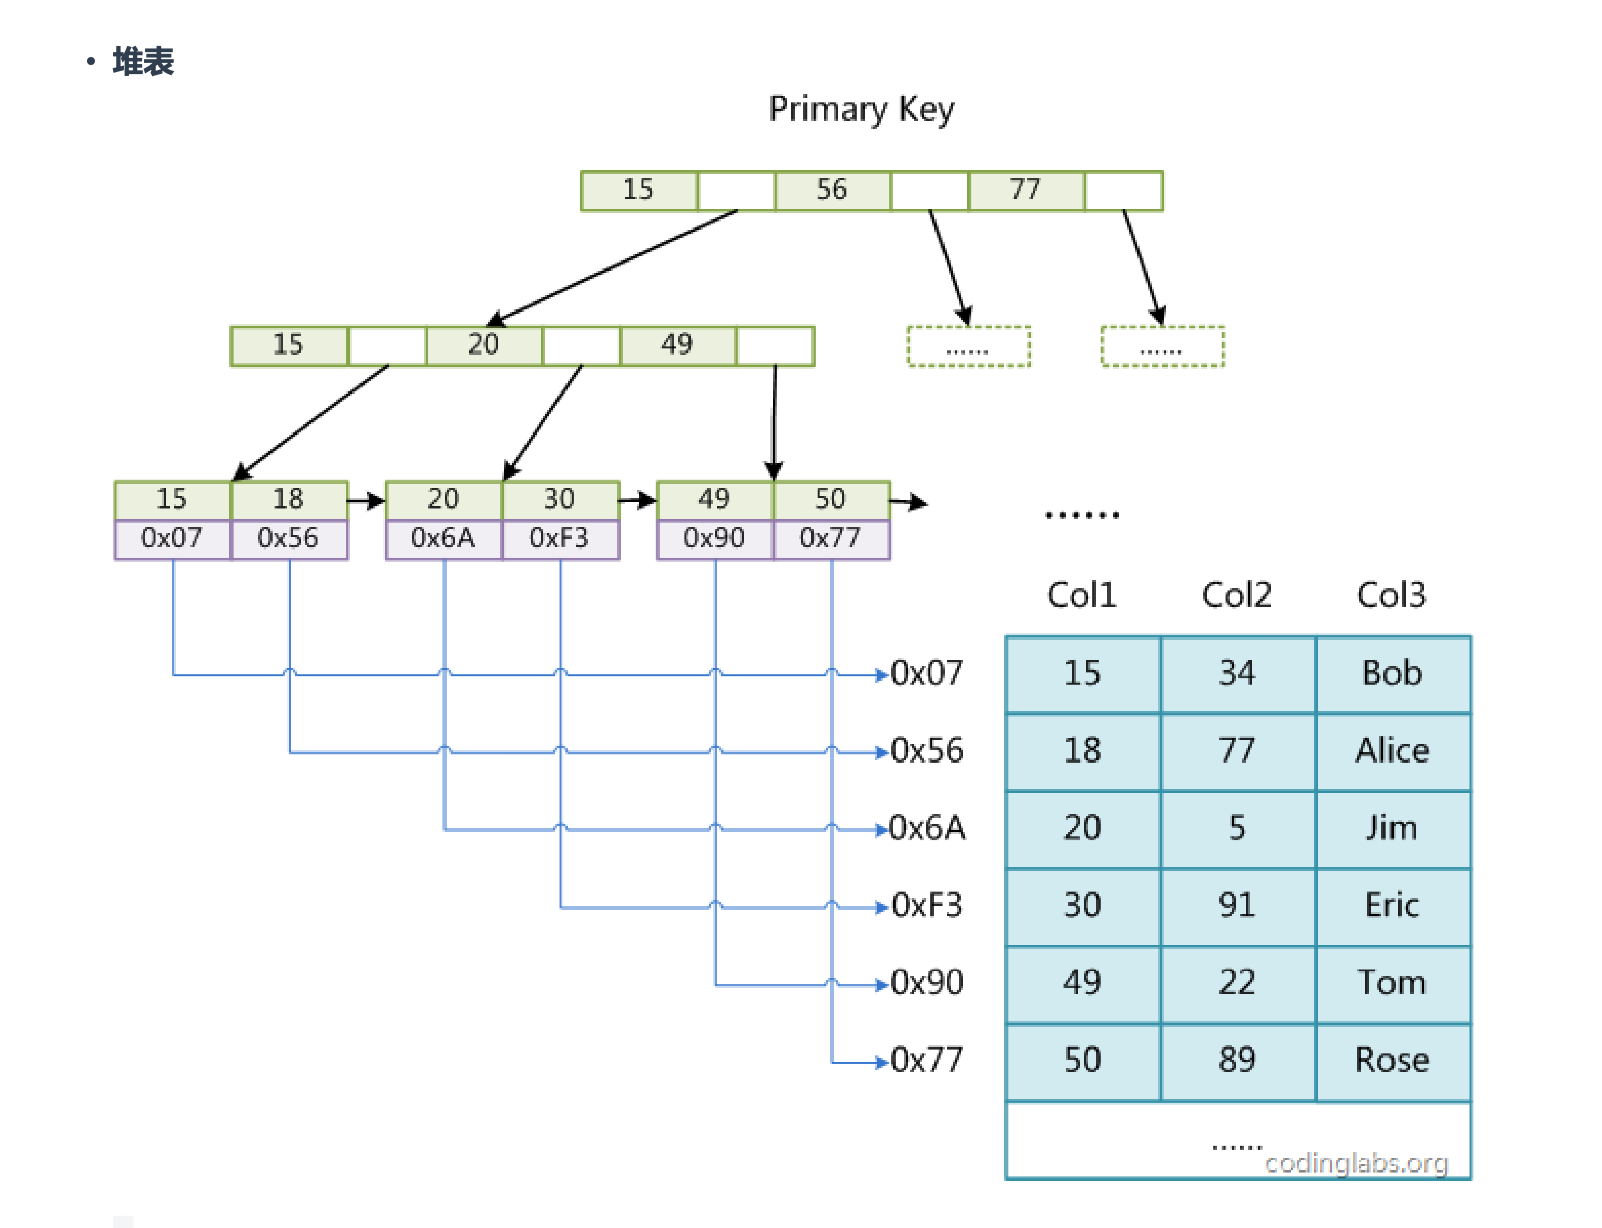 • 堆表
Primary Key
15 56 77
15 20 49
...... ......
15 18 20 30 49 50
0x07 0x56 0x6A 0xF3 0x90 0x77
......
Col1 Col2 Col3
0x07 15 34 Bob
0x56 18 77 Alice
0x6A 20 5 Jim
0xF3 30 91 Eric
0x90 49 22 Tom
0x77 50 89 Rose
......
codinglabs.org